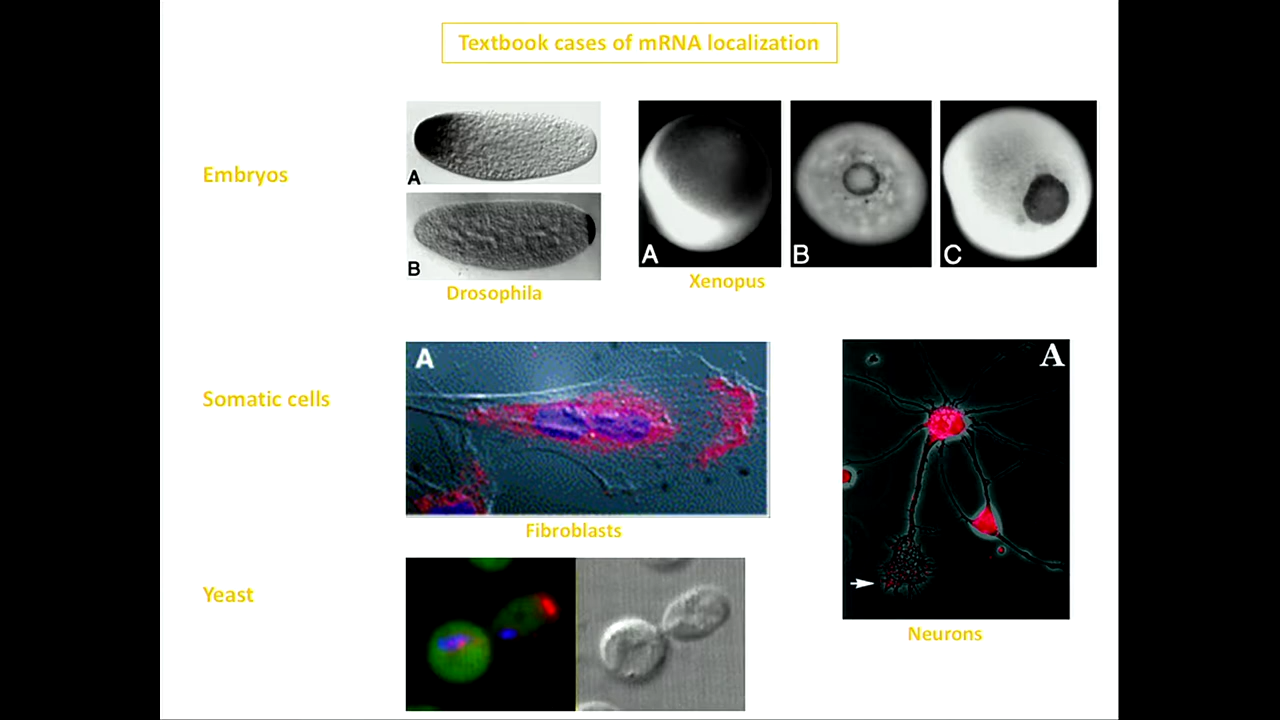 Textbook cases of mRNA localization
Embryos
A
B
Drosophila
A
B
C
Xenopus
Somatic cells
A
Fibroblasts
A
Neurons
Yeast